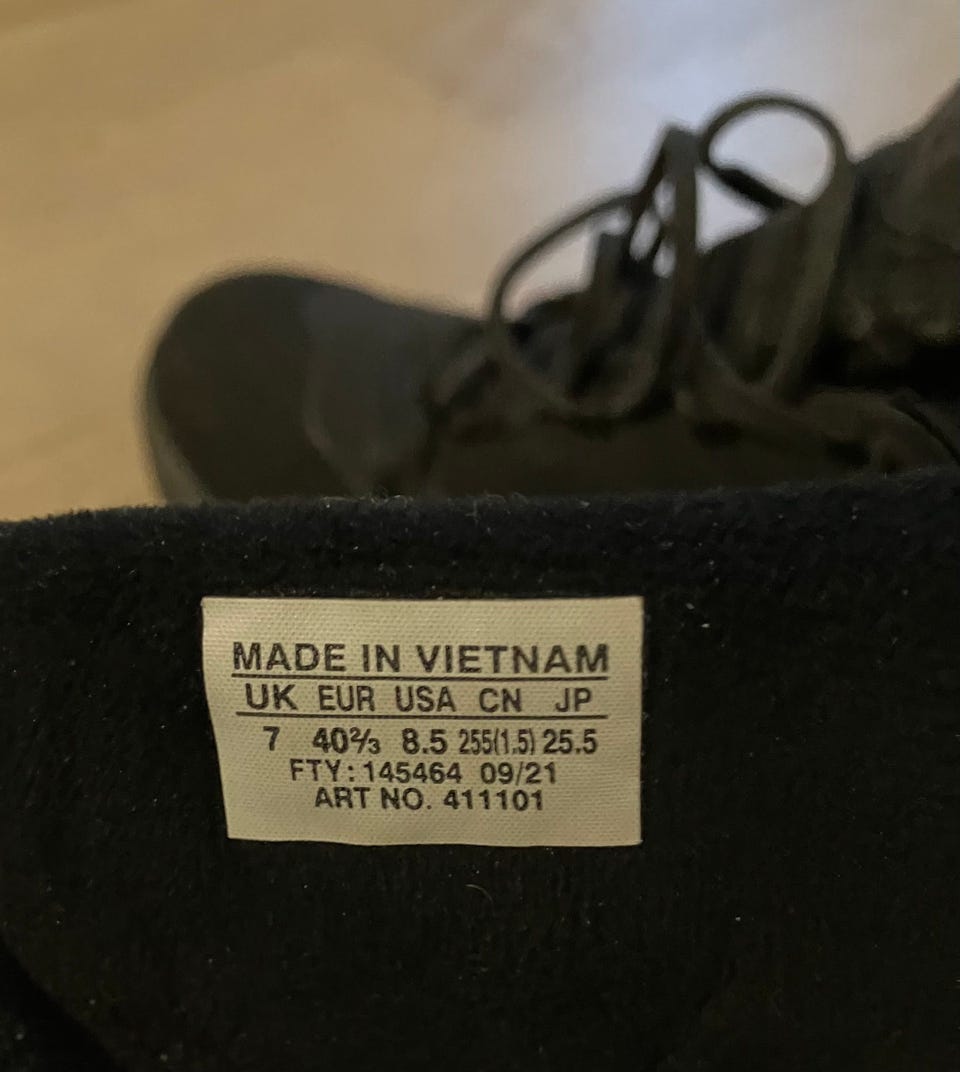 MADE IN VIETNAM
UK EUR USA CN JP
7 40⅔ 8.5 255(1.5) 25.5
FTY: 145464 09/21
ART NO. 411101